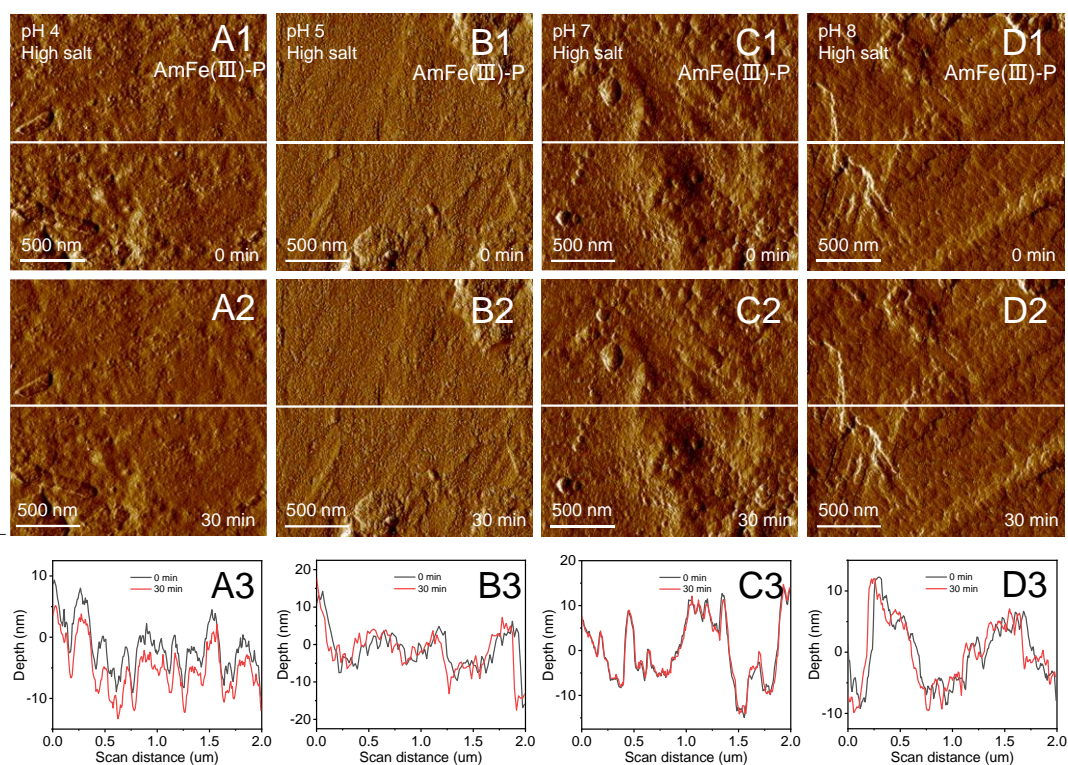 pH 4
High salt
A1
AmFe(Ⅲ)-P
500 nm
0 min
pH 5
High salt
B1
AmFe(Ⅲ)-P
500 nm
0 min
pH 7
High salt
C1
AmFe(Ⅲ)-P
500 nm
0 min
pH 8
High salt
D1
AmFe(Ⅲ)-P
500 nm
0 min
A2
500 nm
30 min
B2
500 nm
30 min
C2
500 nm
30 min
D2
500 nm
30 min
A3
0 min
30 min
Depth (nm)
10
0
-10
0.0 0.5 1.0 1.5 2.0
Scan distance (um)
B3
0 min
30 min
Depth (nm)
20
10
0
-10
-20
0.0 0.5 1.0 1.5 2.0
Scan distance (um)
C3
0 min
30 min
Depth (nm)
20
10
0
-10
0.0 0.5 1.0 1.5 2.0
Scan distance (um)
D3
0 min
30 min
Depth (nm)
10
0
-10
0.0 0.5 1.0 1.5 2.0
Scan distance (um)